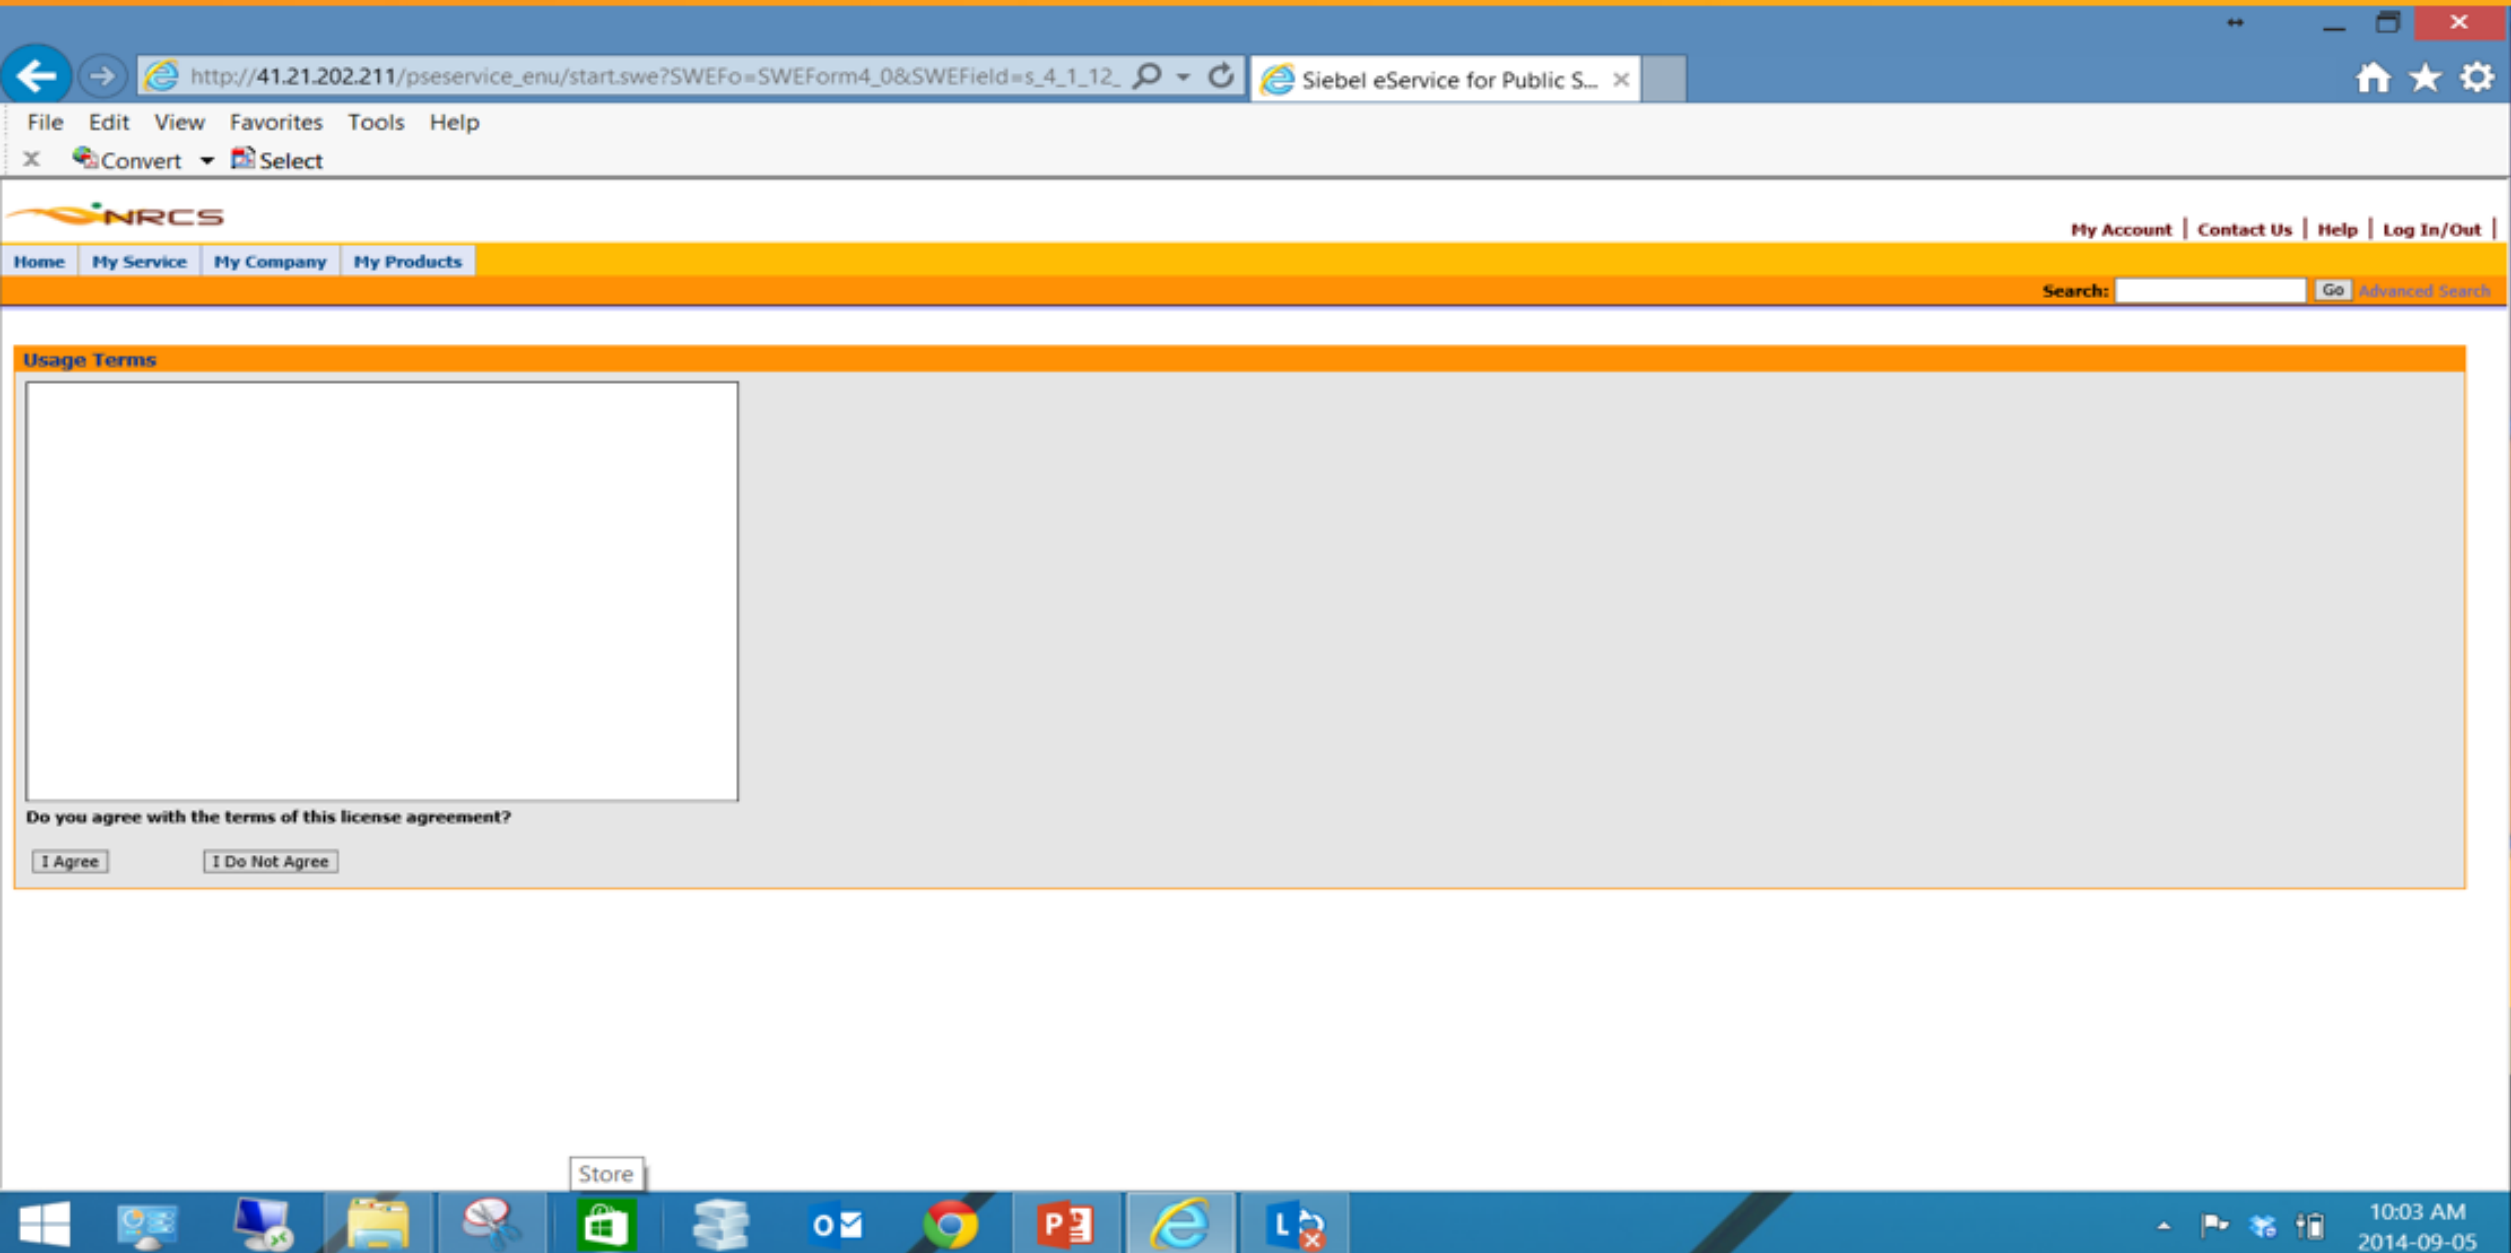 http://41.21.202.211/pseservice_enu/start.swe?SWEFo=SWEForm4_0&SWEField=s_4_1_12_
Siebel eService for Public S...
File Edit View Favorites Tools Help
Convert Select
NRCS
My Account | Contact Us | Help | Log In/Out |
Home My Service My Company My Products
Search: Go Advanced Search
Usage Terms
Do you agree with the terms of this license agreement?
I Agree I Do Not Agree
Store
10:03 AM
2014-09-05